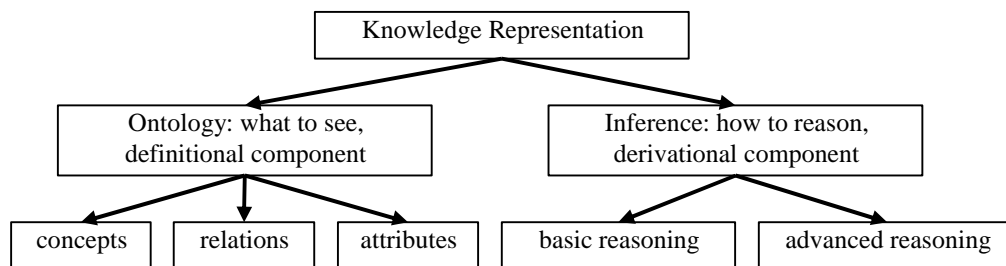 Knowledge Representation
Ontology: what to see,
definitional component
Inference: how to reason,
derivational component
concepts
relations
attributes
basic reasoning
advanced reasoning